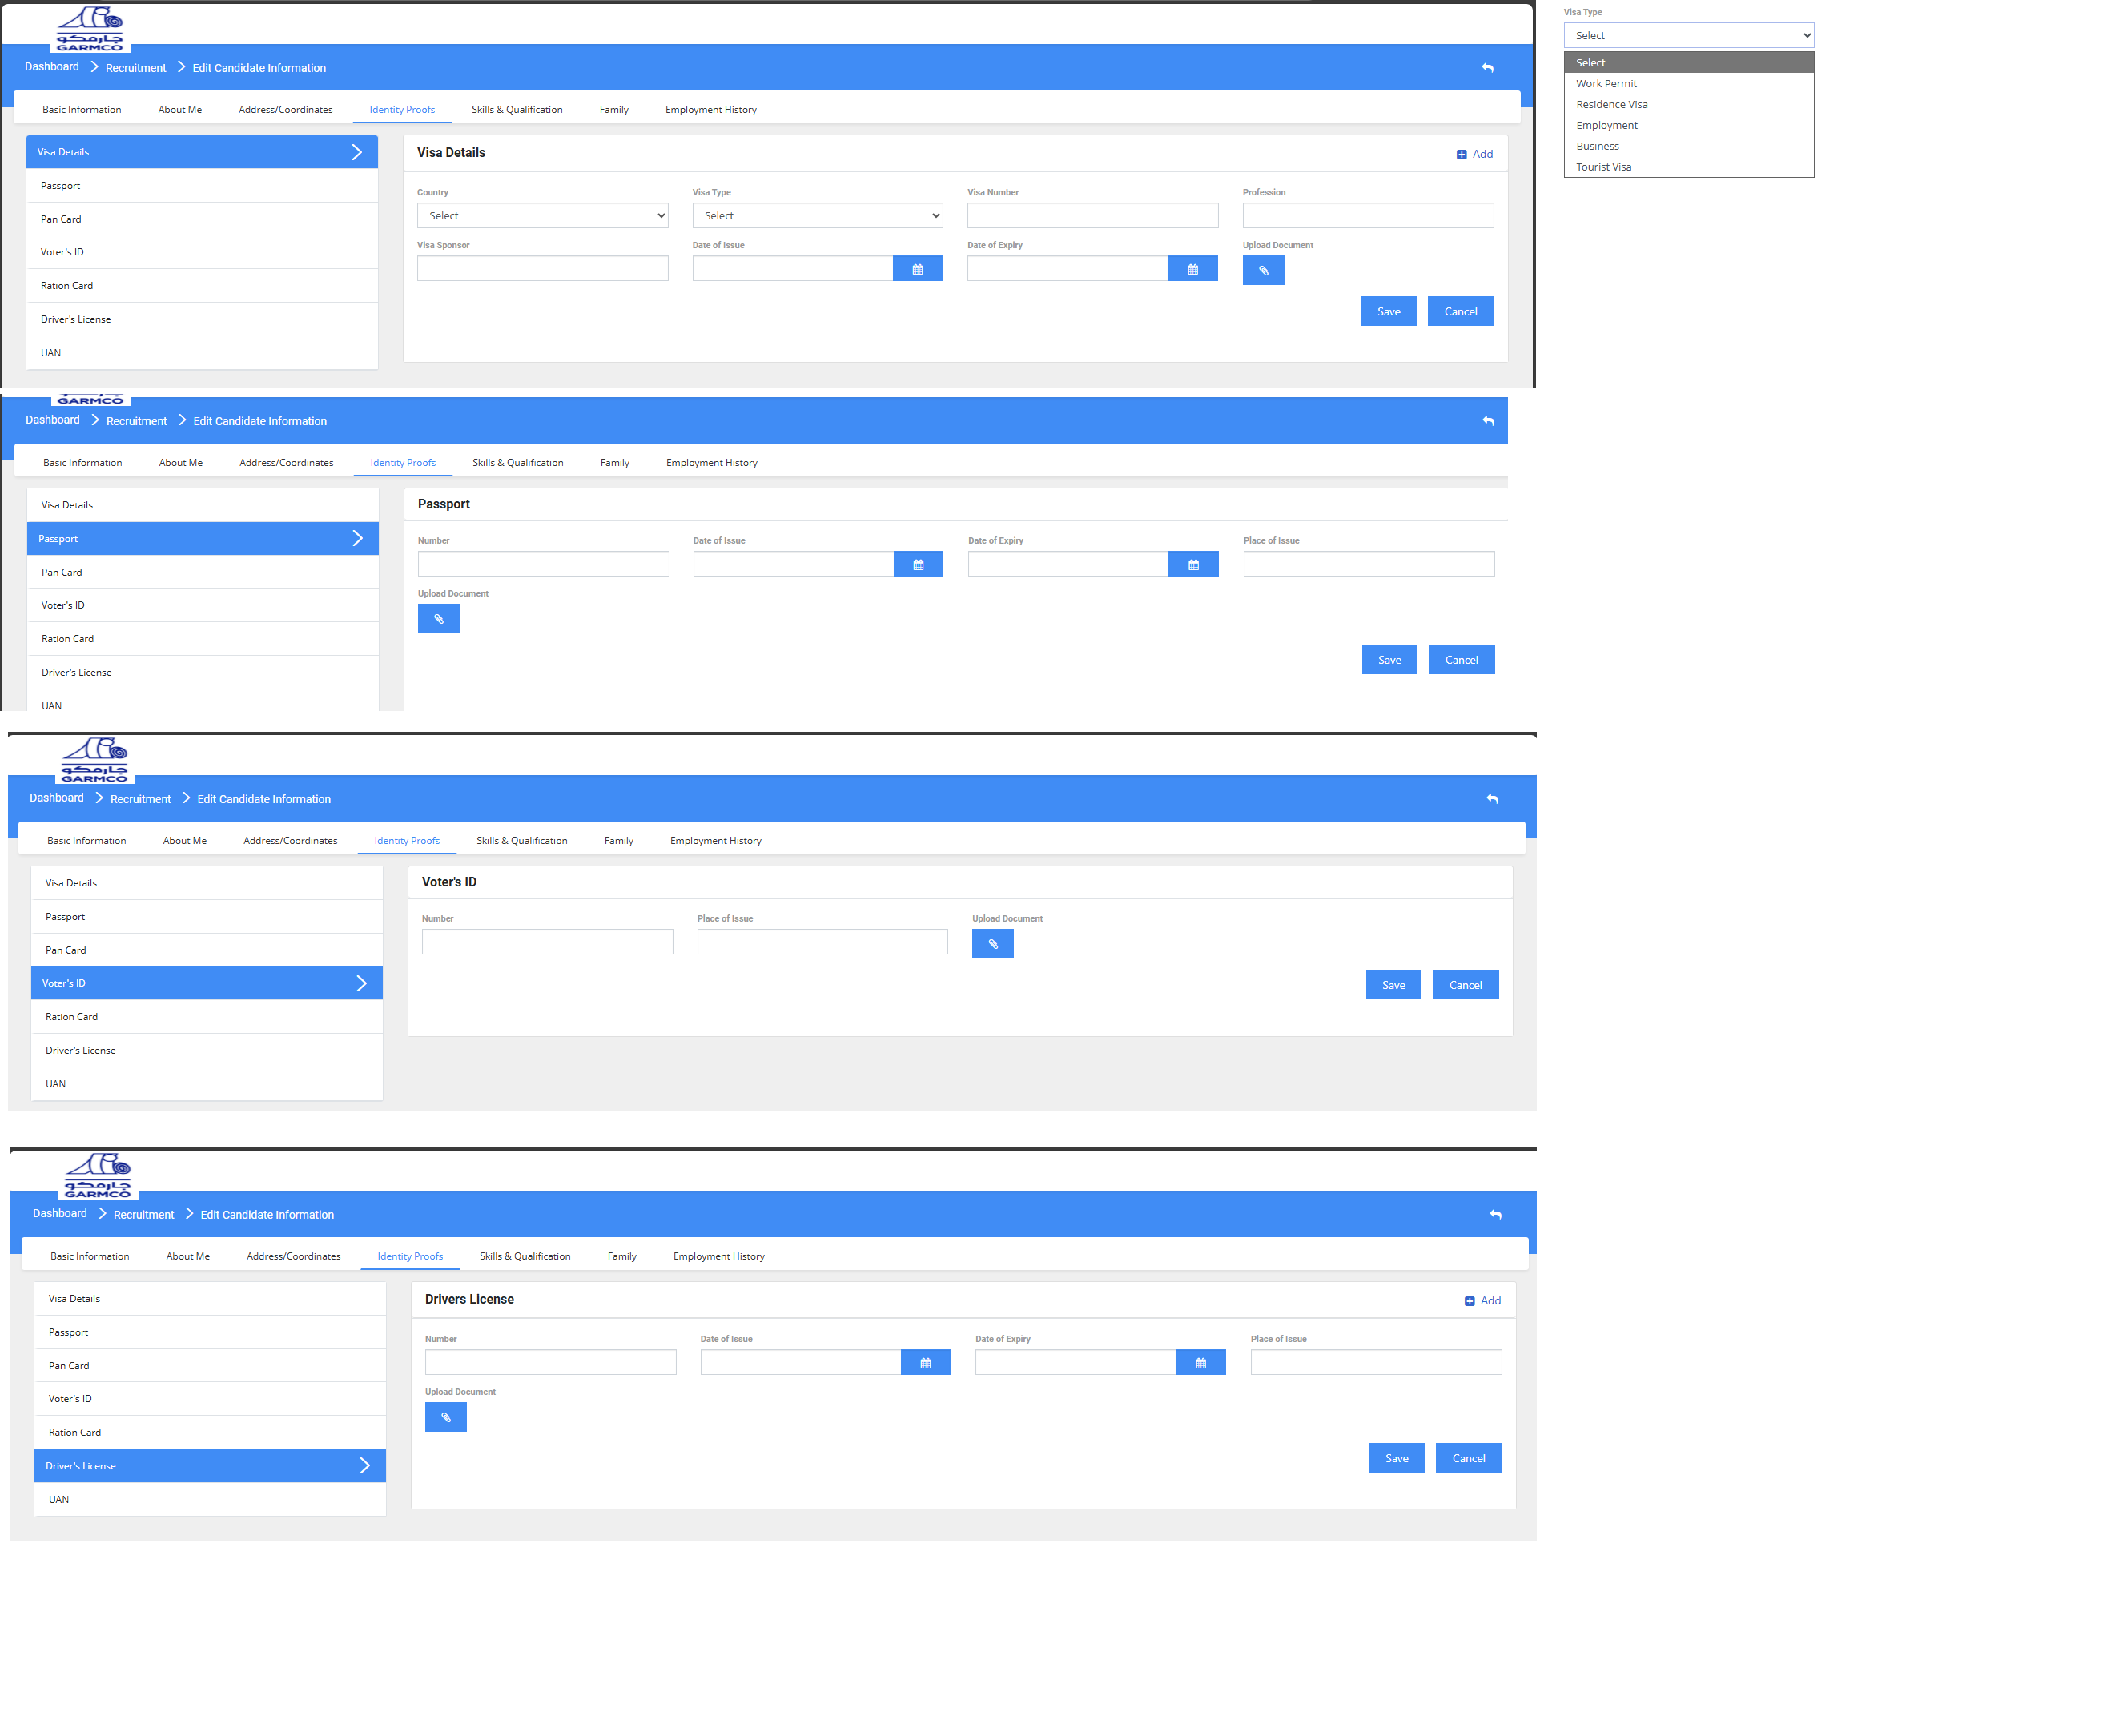 جارمكو
GARMCO
Dashboard > Recruitment > Edit Candidate Information
Basic Information About Me Address/Coordinates Identity Proofs Skills & Qualification Family Employment History
Visa Details
Passport
Pan Card
Voter's ID
Ration Card
Driver's License
UAN
Visa Details Add
Country Visa Type Visa Number Profession
Select Select
Visa Sponsor Date of Issue Date of Expiry Upload Document
Save Cancel
Visa Type
Select
Select
Work Permit
Residence Visa
Employment
Business
Tourist Visa
GARMCO
Dashboard > Recruitment > Edit Candidate Information
Basic Information About Me Address/Coordinates Identity Proofs Skills & Qualification Family Employment History
Visa Details
Passport
Pan Card
Voter's ID
Ration Card
Driver's License
UAN
Passport
Number Date of Issue Date of Expiry Place of Issue
Upload Document
Save Cancel
جارمكو
GARMCO
Dashboard > Recruitment > Edit Candidate Information
Basic Information About Me Address/Coordinates Identity Proofs Skills & Qualification Family Employment History
Visa Details
Passport
Pan Card
Voter's ID
Ration Card
Driver's License
UAN
Voter's ID
Number Place of Issue Upload Document
Save Cancel
جارمكو
GARMCO
Dashboard > Recruitment > Edit Candidate Information
Basic Information About Me Address/Coordinates Identity Proofs Skills & Qualification Family Employment History
Visa Details
Passport
Pan Card
Voter's ID
Ration Card
Driver's License
UAN
Drivers License Add
Number Date of Issue Date of Expiry Place of Issue
Upload Document
Save Cancel